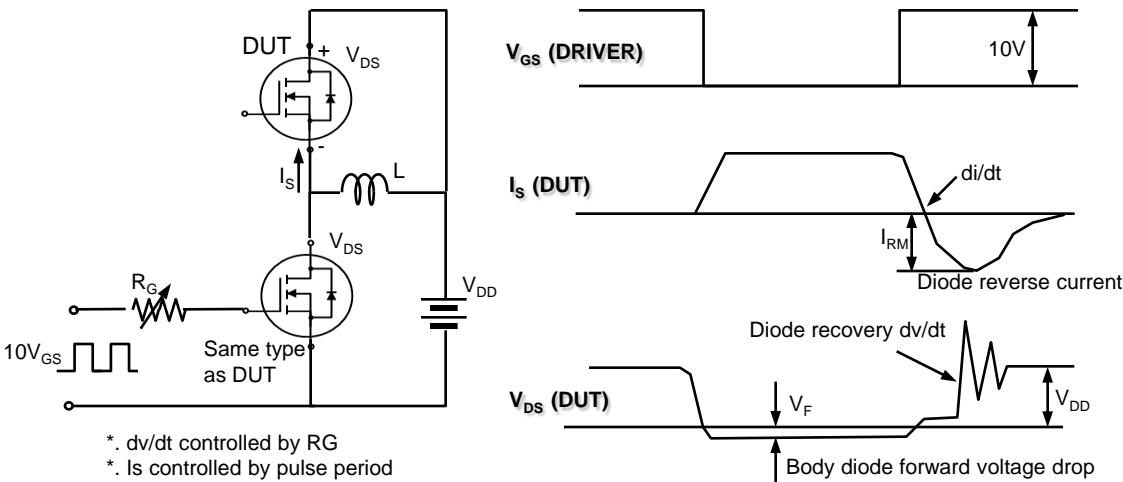 DUT
+
V_DS
-
I_S
L
V_DS
R_G
V_DD
10V_GS
Same type
as DUT
*. dv/dt controlled by RG
*. Is controlled by pulse period
V_GS (DRIVER)
10V
I_S (DUT)
di/dt
I_RM
Diode reverse current
Diode recovery dv/dt
V_DS (DUT)
V_F
V_DD
Body diode forward voltage drop